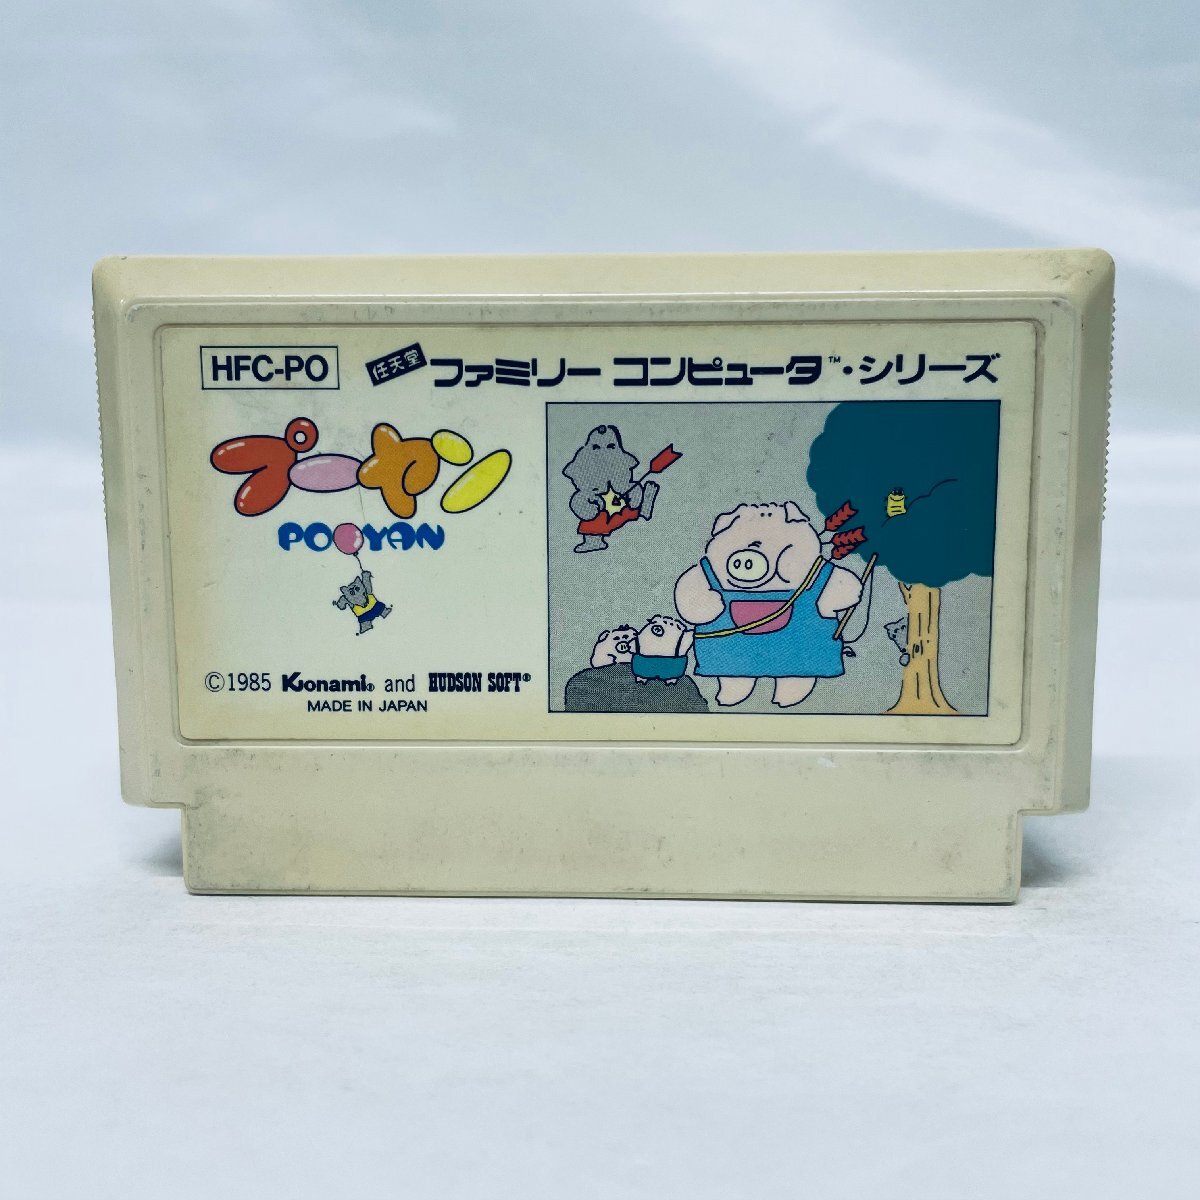 HFC-PO
任天堂 ファミリー コンピュータ™・シリーズ
プーヤン
POOYAN
©1985 Konami® and HUDSON SOFT®
MADE IN JAPAN